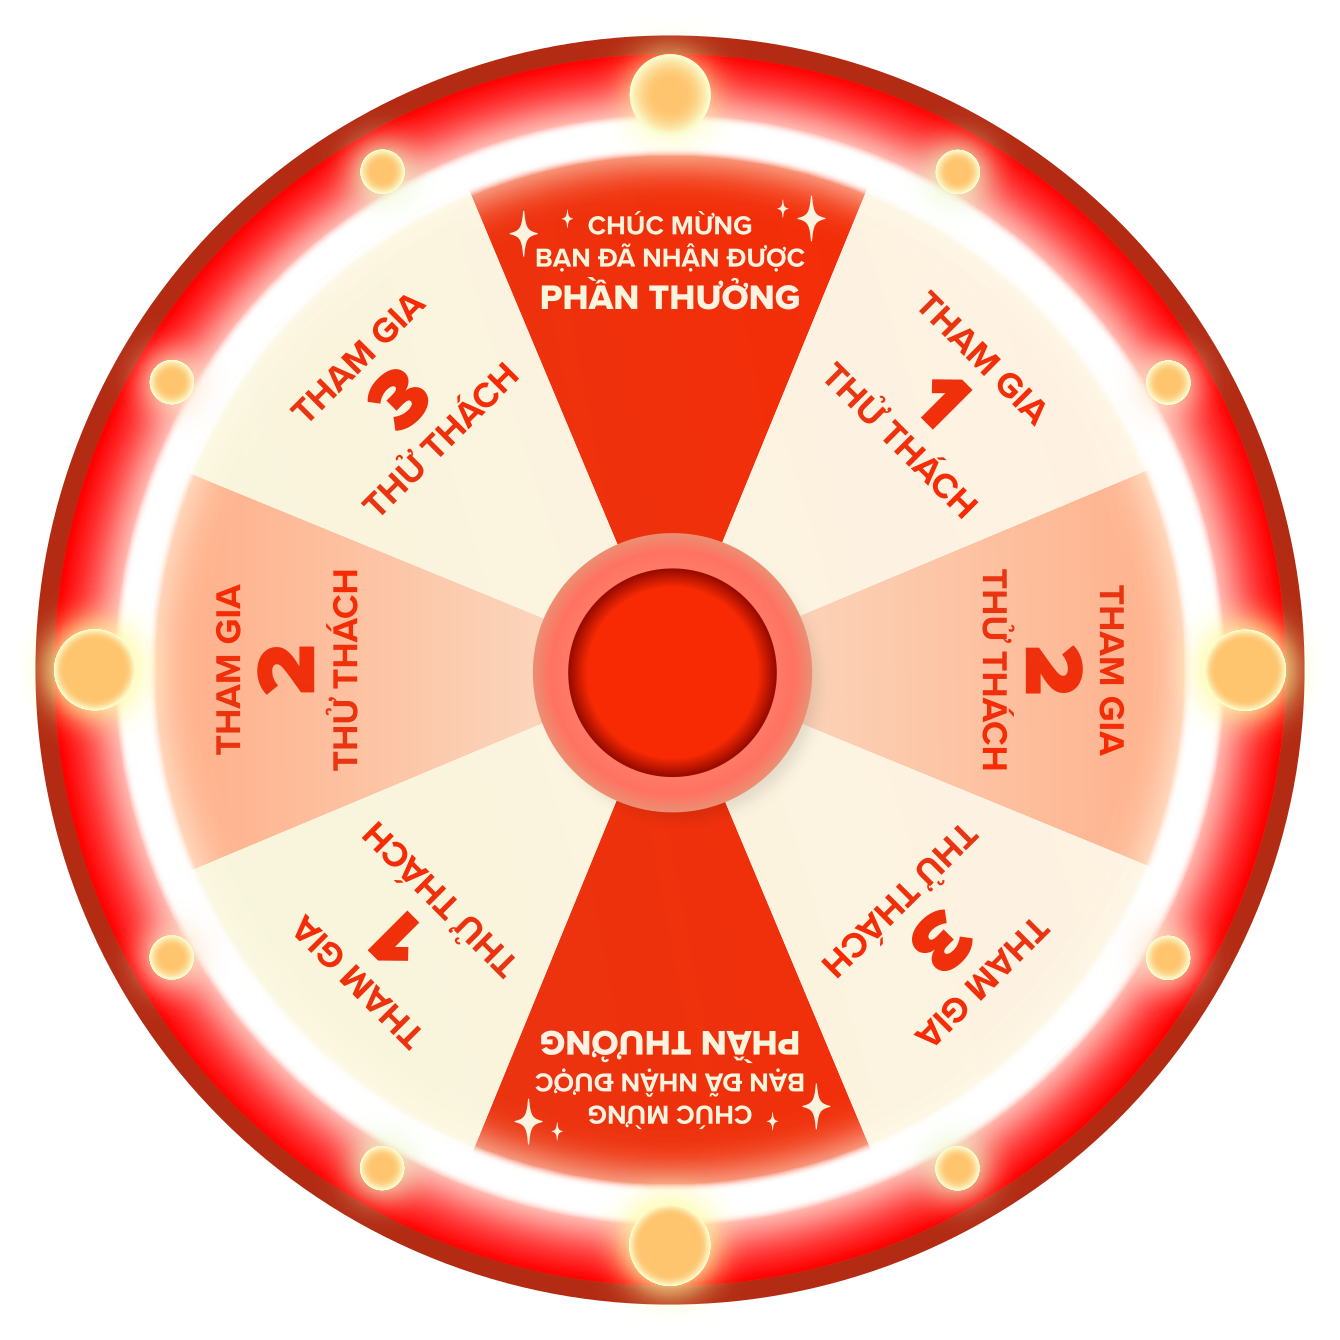 CHÚC MỪNG
BẠN ĐÃ NHẬN ĐƯỢC
PHẦN THƯỞNG
THAM GIA
1
THỬ THÁCH
THAM GIA
2
THỬ THÁCH
THAM GIA
3
THỬ THÁCH
CHÚC MỪNG
BẠN ĐÃ NHẬN ĐƯỢC
PHẦN THƯỞNG
THAM GIA
1
THỬ THÁCH
THAM GIA
2
THỬ THÁCH
THAM GIA
3
THỬ THÁCH